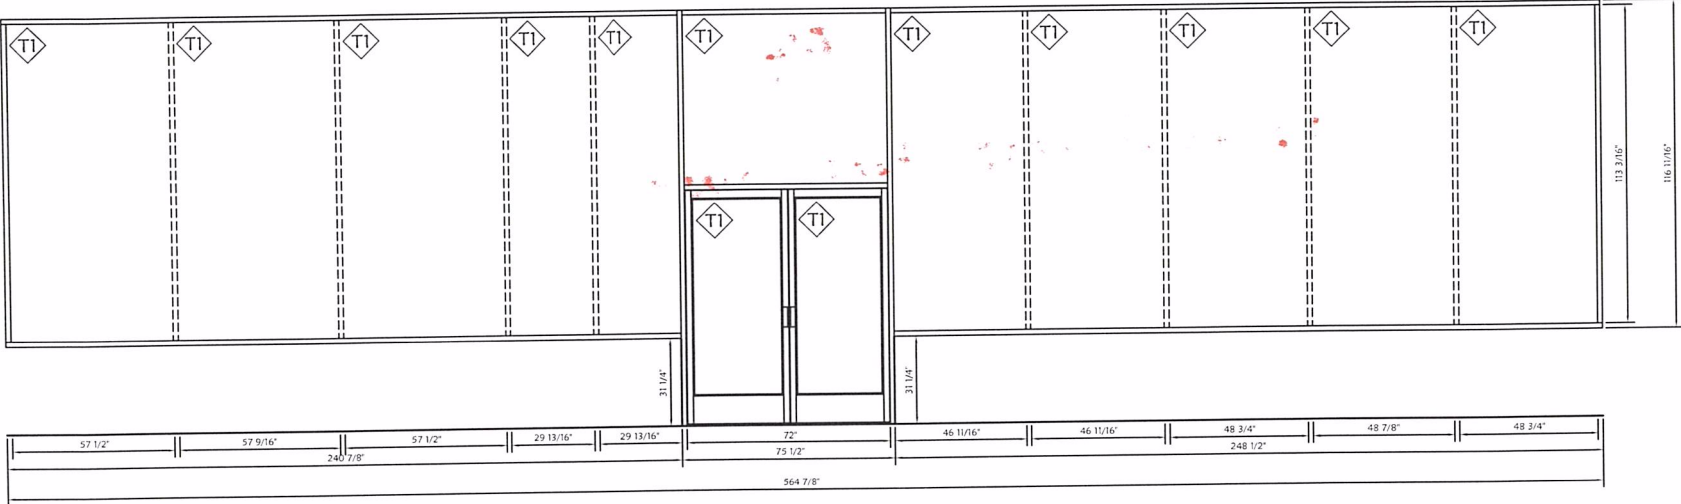 T1 T1 T1 T1 T1 T1 T1 T1 T1 T1 T1
T1 T1
113 3/16"
116 11/16"
31 1/4"
31 1/4"
57 1/2" 57 9/16" 57 1/2" 29 13/16" 29 13/16" 72" 46 11/16" 46 11/16" 48 3/4" 48 7/8" 48 3/4"
240 7/8" 75 1/2" 248 1/2"
564 7/8"